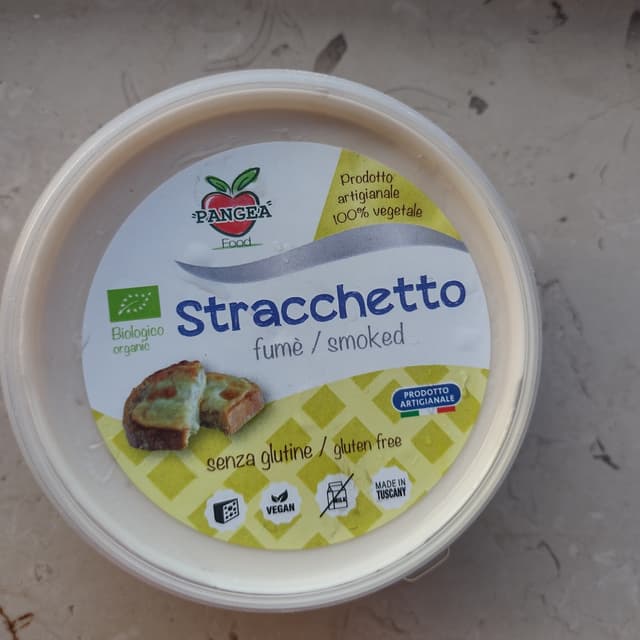 Prodotto
artigianale
100% vegetale
PANGEA
Food
Stracchetto
fumè / smoked
Biologico
organic
PRODOTTO
ARTIGIANALE
senza glutine / gluten free
VEGAN
MILK
MADE IN
TUSCANY